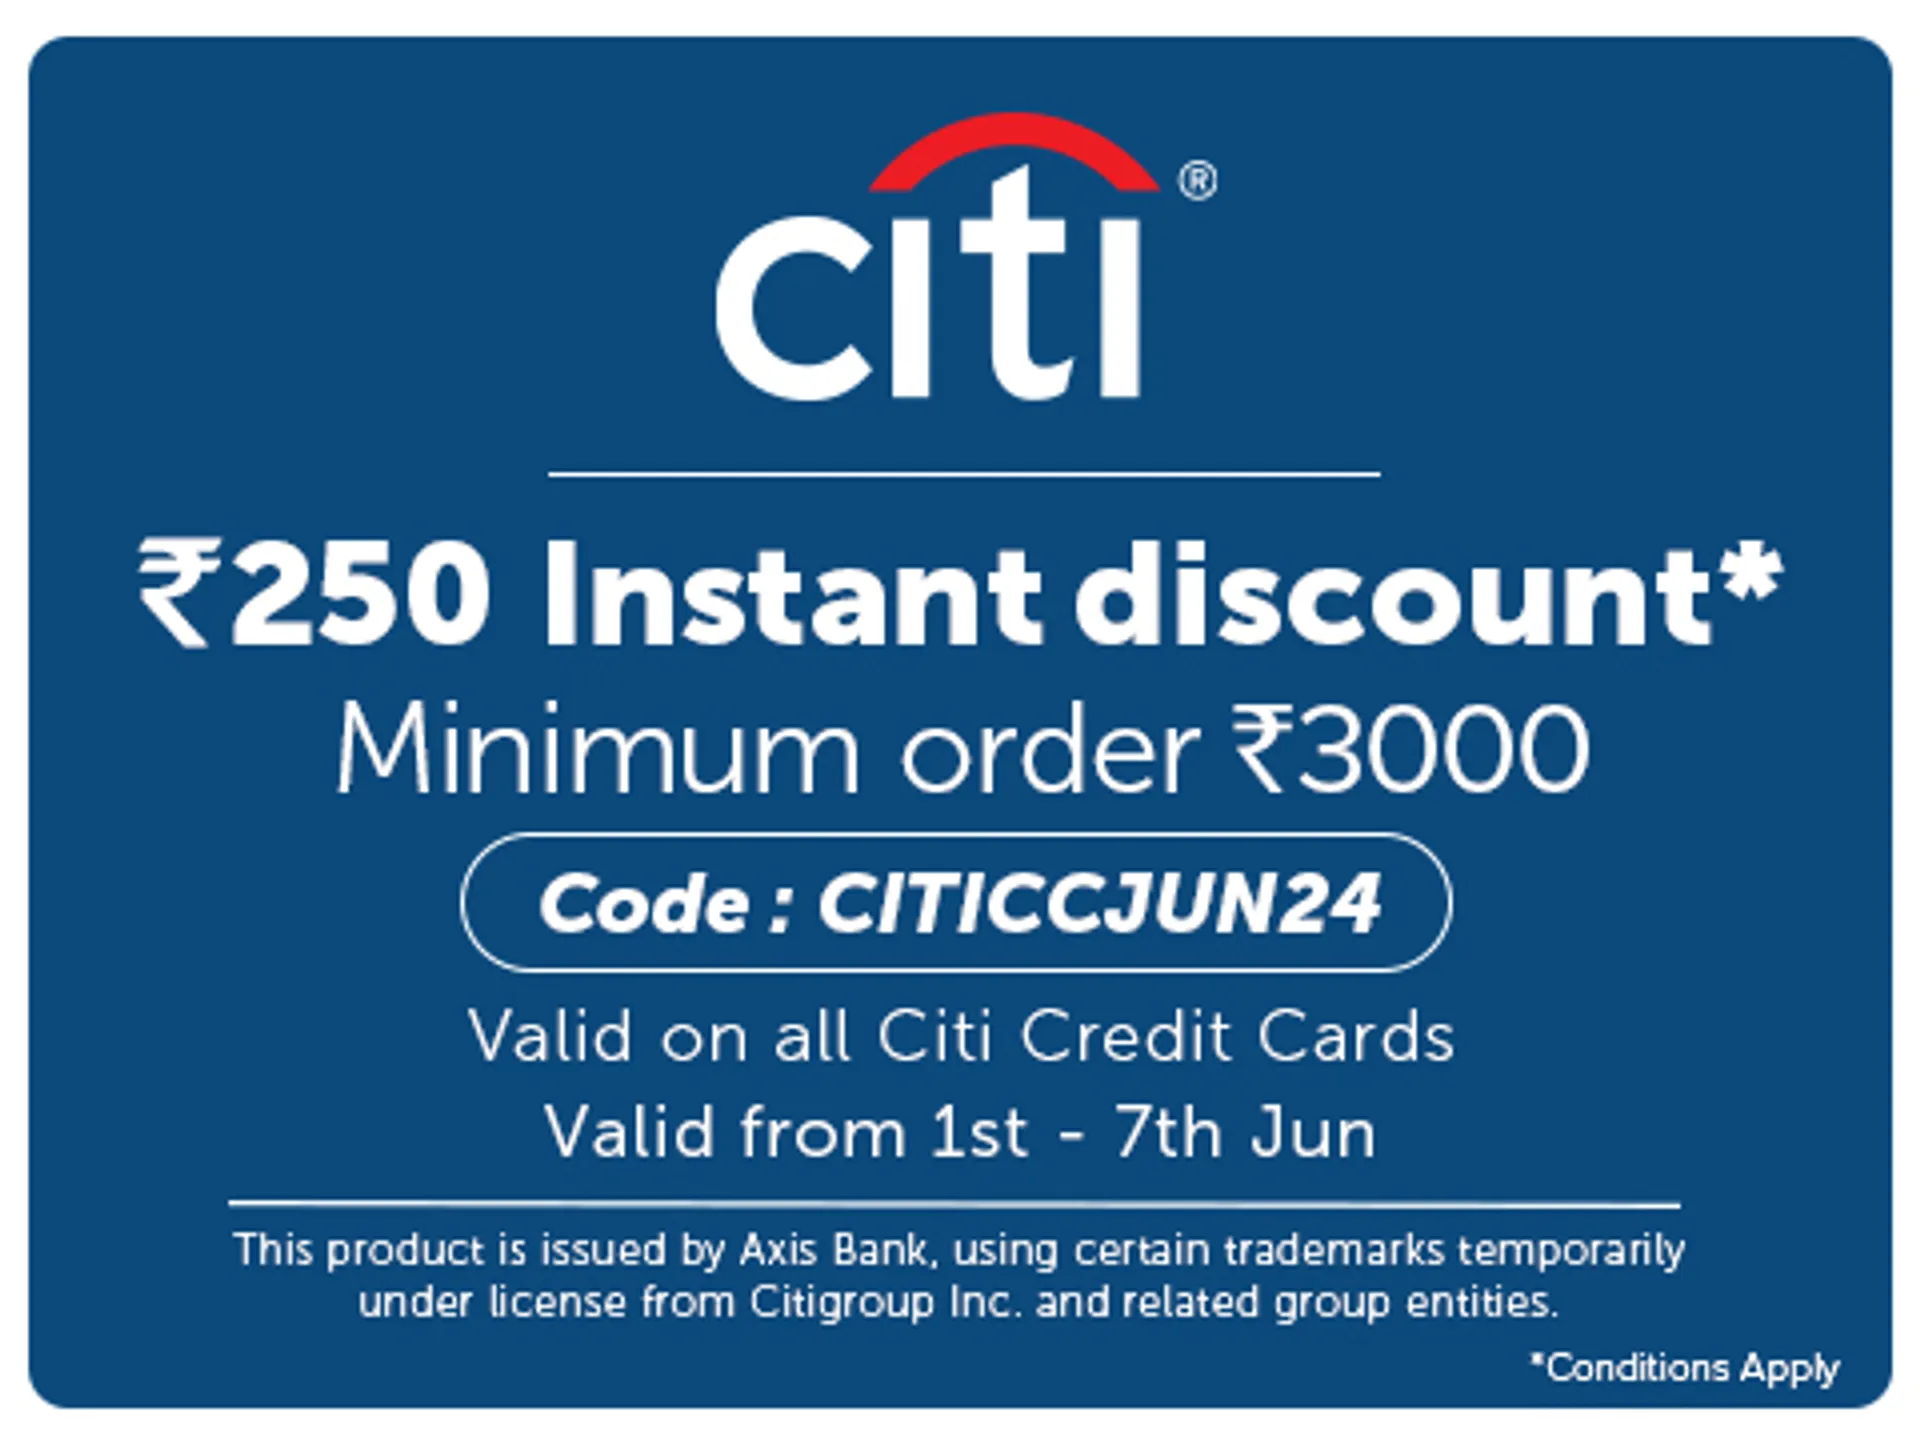 citi®
₹250 Instant discount*
Minimum order ₹3000
Code : CITICCJUN24
Valid on all Citi Credit Cards
Valid from 1st - 7th Jun
This product is issued by Axis Bank, using certain trademarks temporarily
under license from Citigroup Inc. and related group entities.
*Conditions Apply